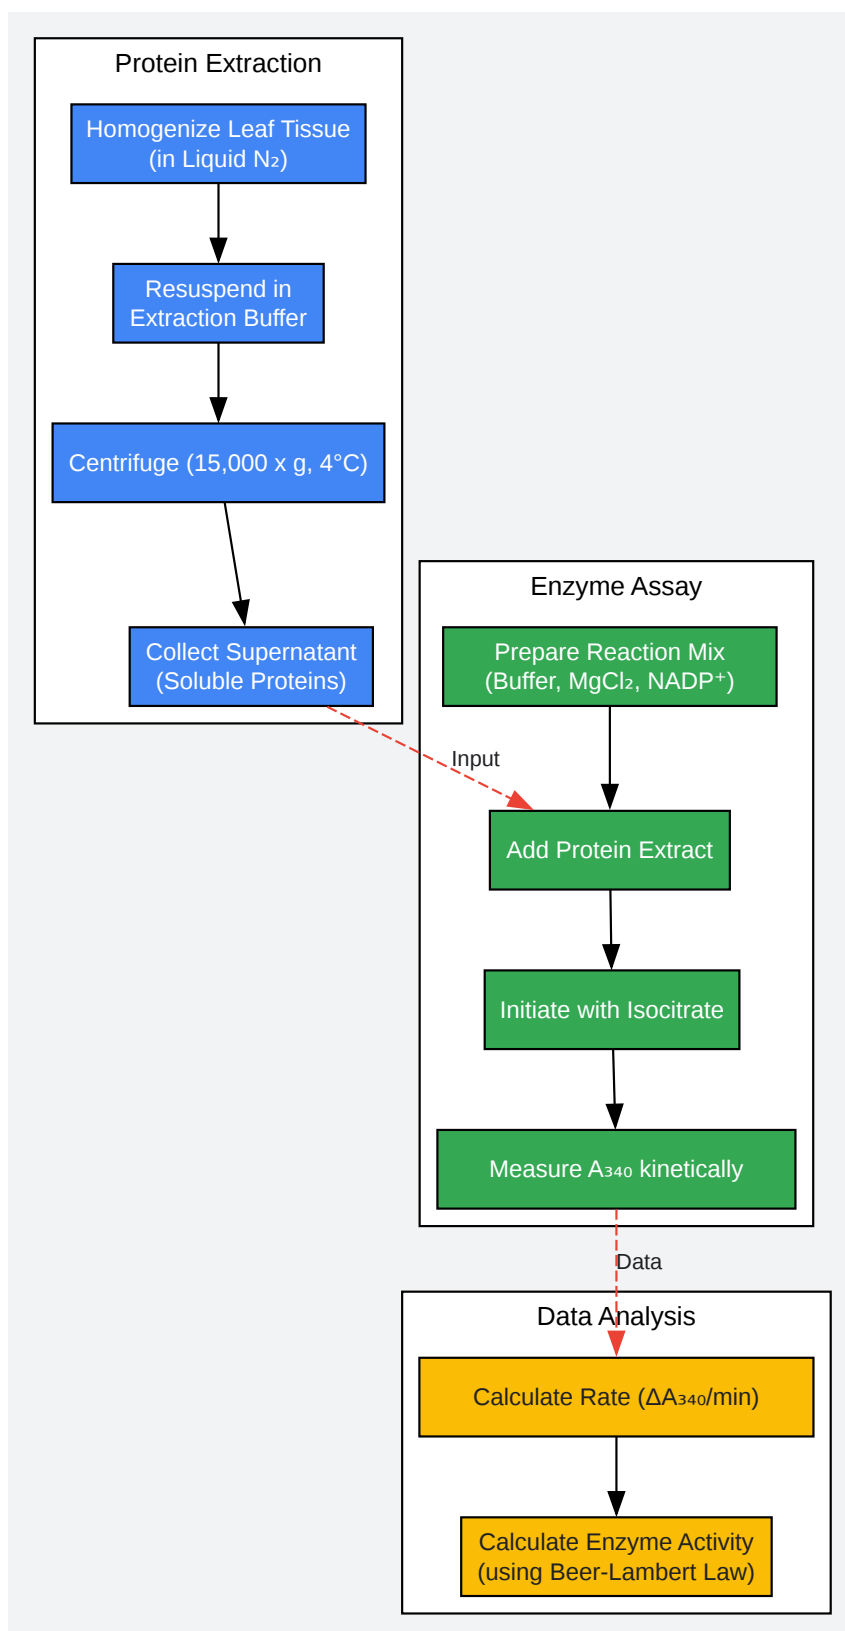 Protein Extraction
Homogenize Leaf Tissue
(in Liquid N₂)
Resuspend in
Extraction Buffer
Centrifuge (15,000 x g, 4°C)
Collect Supernatant
(Soluble Proteins)
Enzyme Assay
Prepare Reaction Mix
(Buffer, MgCl₂, NADP⁺)
Input
Add Protein Extract
Initiate with Isocitrate
Measure A₃₄₀ kinetically
Data
Data Analysis
Calculate Rate (ΔA₃₄₀/min)
Calculate Enzyme Activity
(using Beer-Lambert Law)